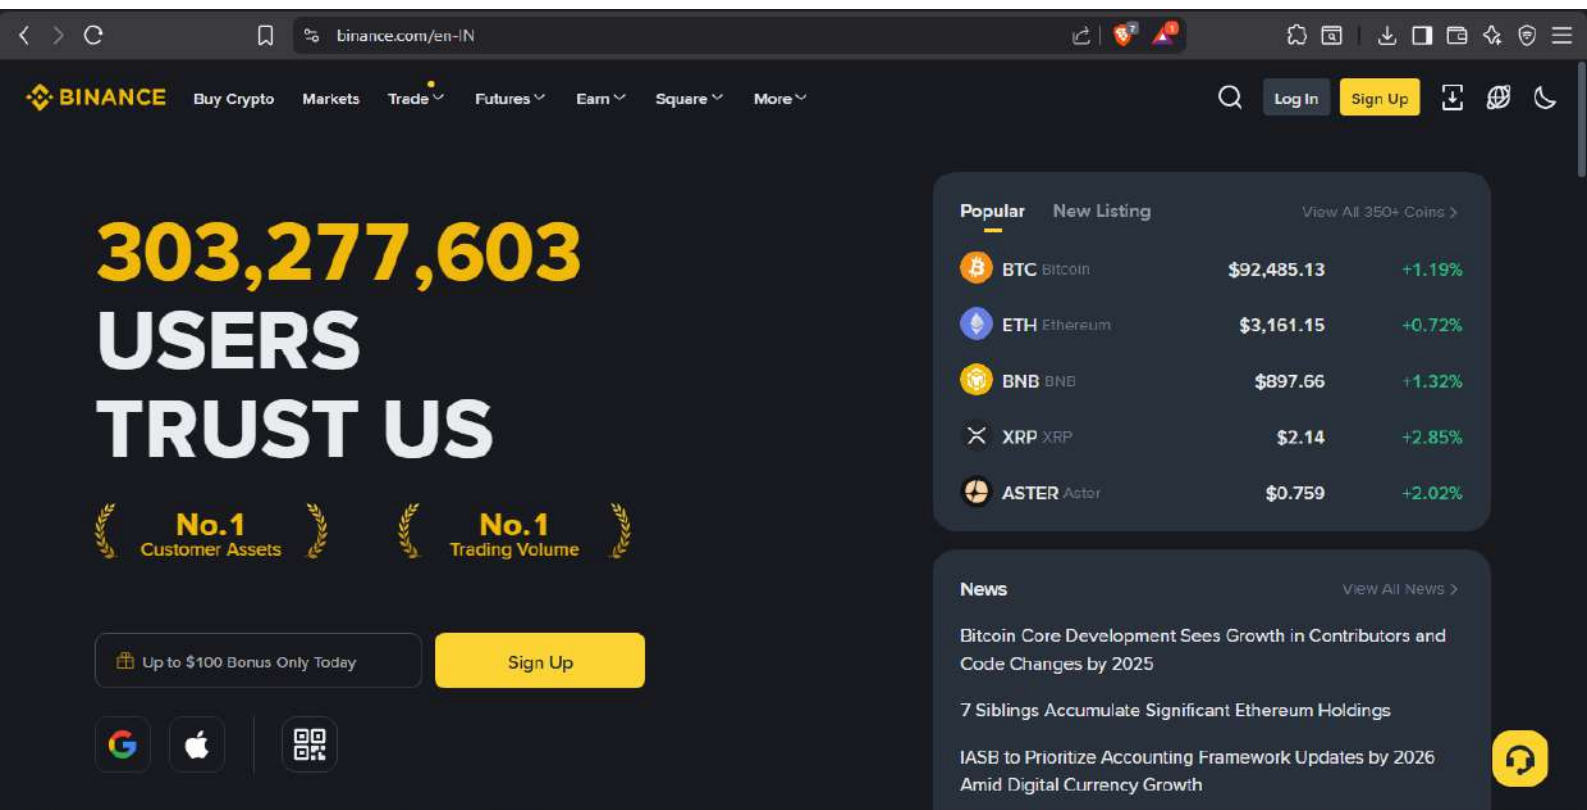 binance.com/en-IN
7
1
BINANCE Buy Crypto Markets Trade Futures Earn Square More Log In Sign Up
303,277,603
USERS
TRUST US
No.1
Customer Assets
No.1
Trading Volume
Up to $100 Bonus Only Today
Sign Up
Popular New Listing View All 350+ Coins >
BTC Bitcoin $92,485.13 +1.19%
ETH Ethereum $3,161.15 +0.72%
BNB BNB $897.66 +1.32%
XRP XRP $2.14 +2.85%
ASTER Aster $0.759 +2.02%
News View All News >
Bitcoin Core Development Sees Growth in Contributors and
Code Changes by 2025
7 Siblings Accumulate Significant Ethereum Holdings
IASB to Prioritize Accounting Framework Updates by 2026
Amid Digital Currency Growth